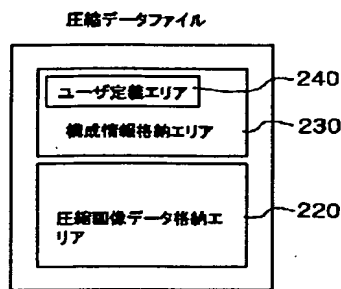 圧縮データファイル
ユーザ定義エリア
240
構成情報格納エリア
230
圧縮画像データ格納エ
リア
220